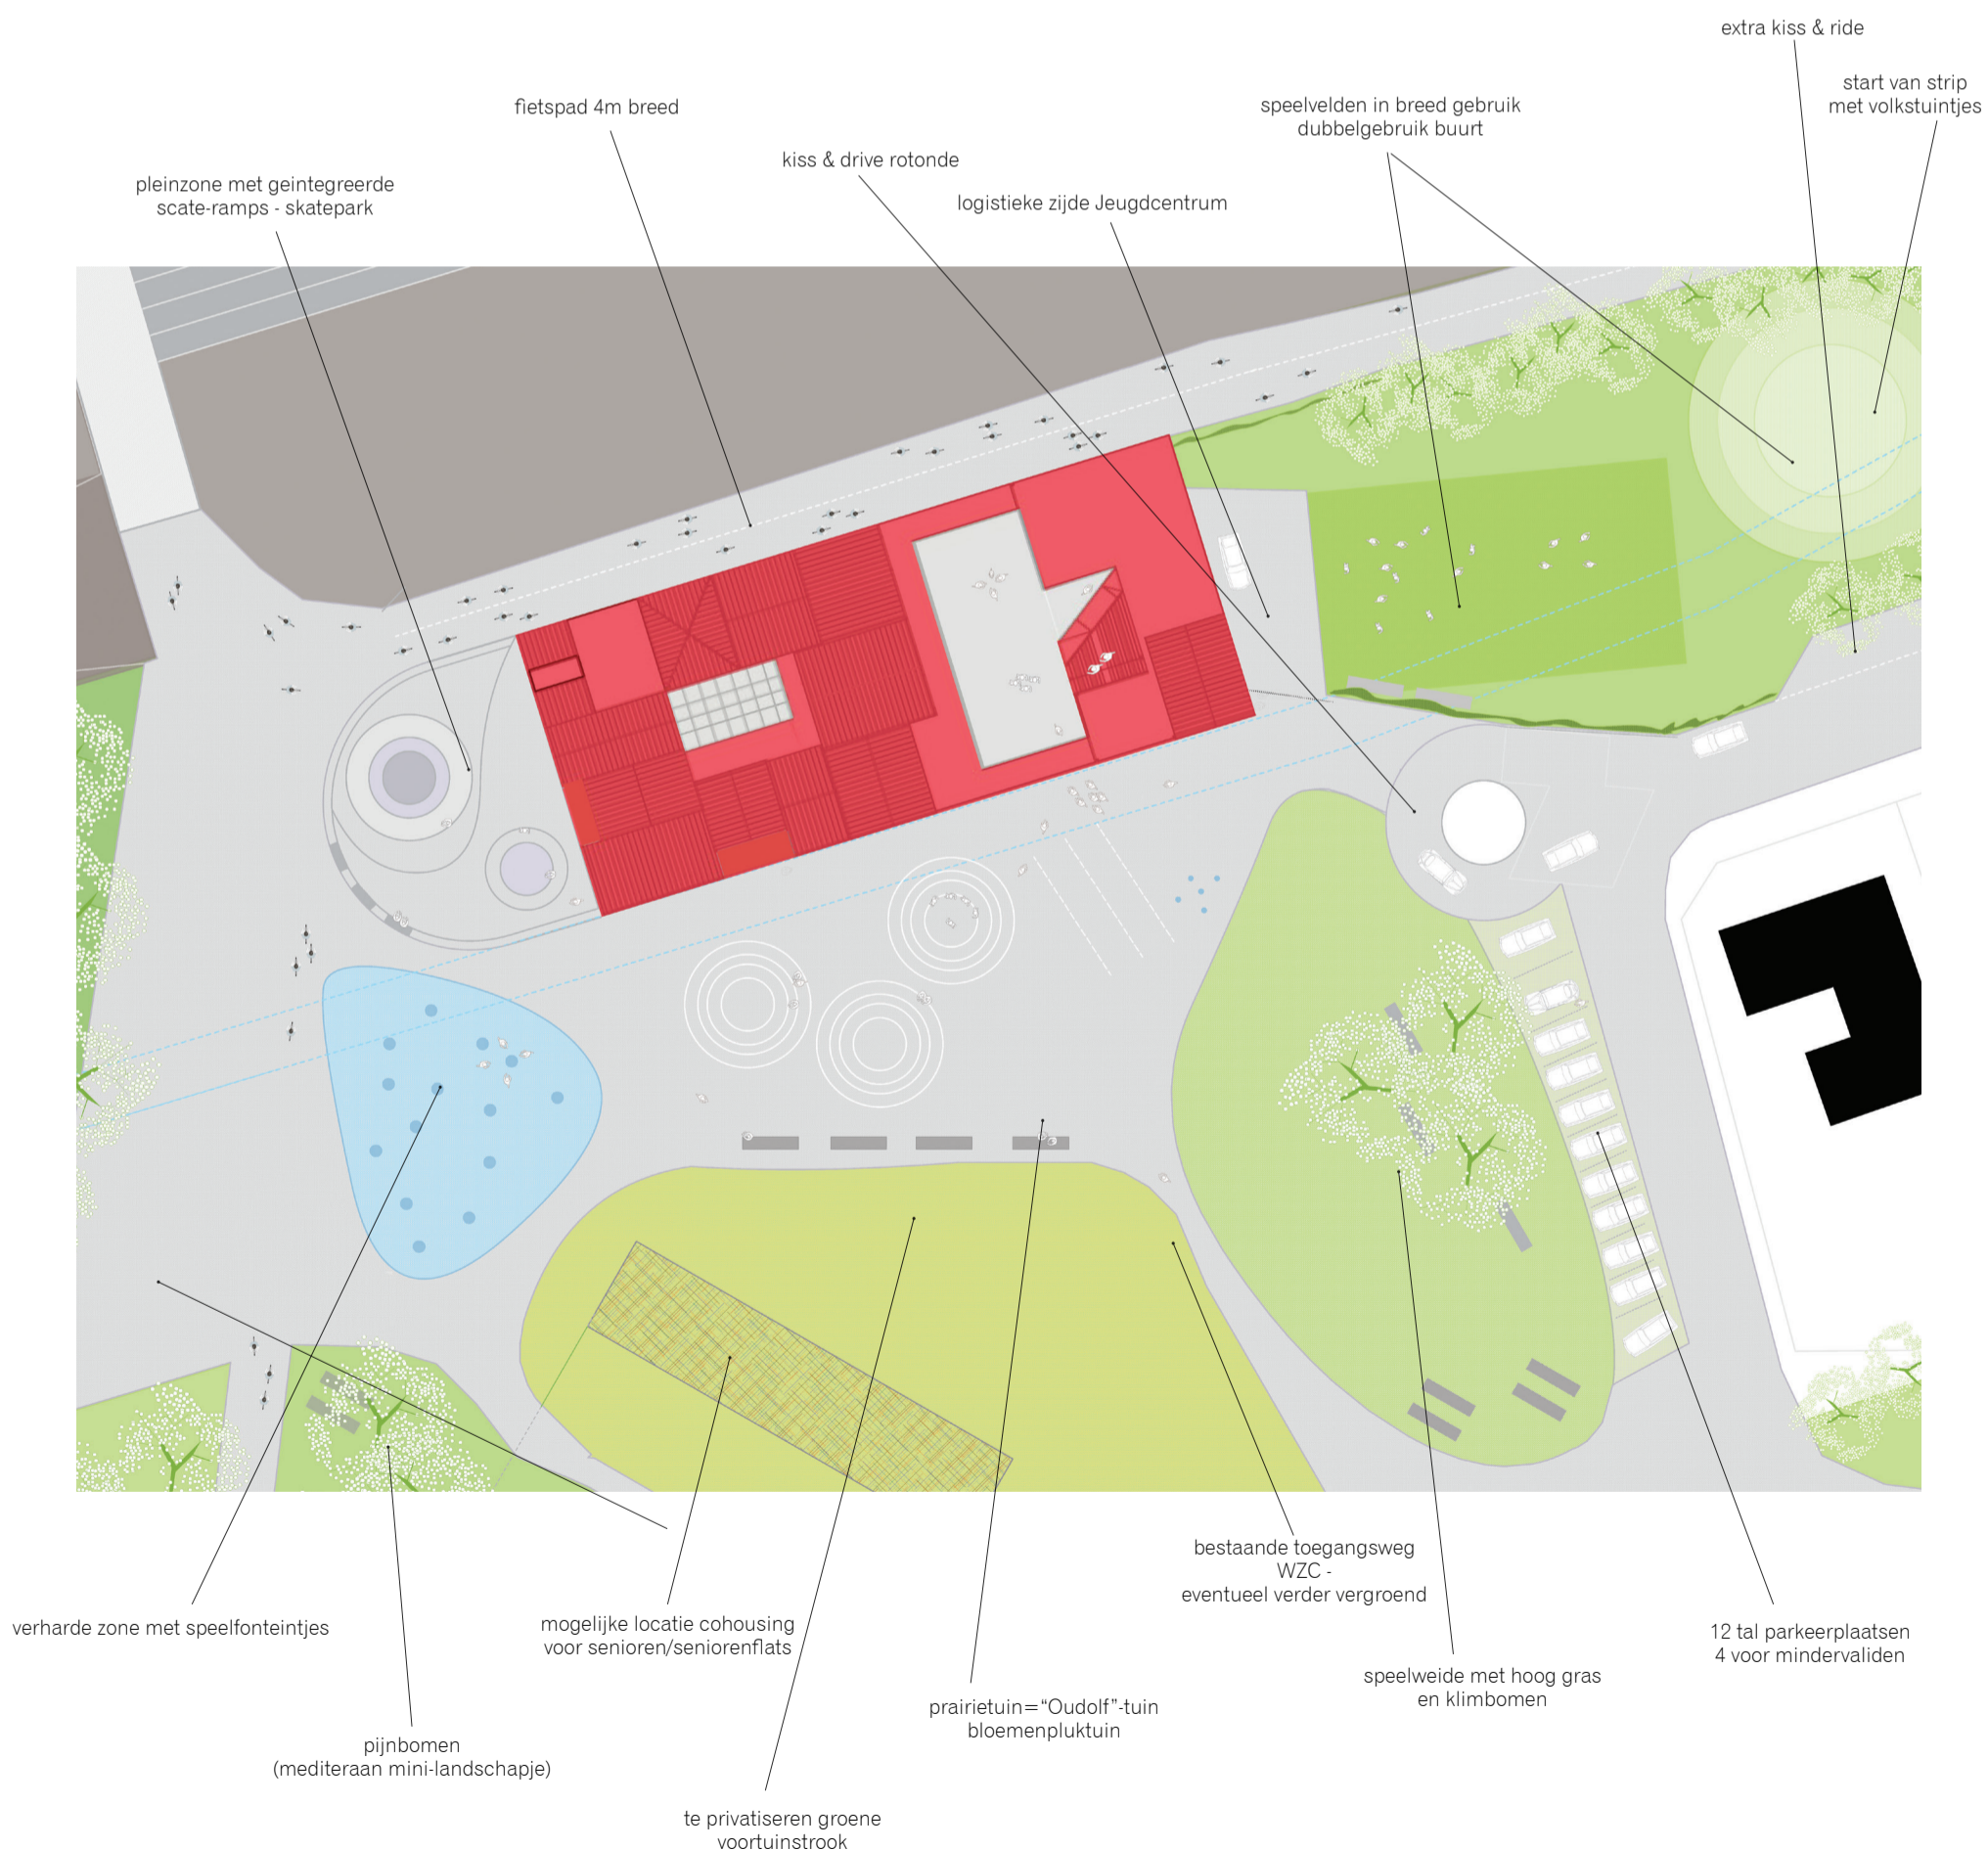 extra kiss & ride
start van strip
met volkstuintjes
fietspad 4m breed
speelvelden in breed gebruik
dubbelgebruik buurt
kiss & drive rotonde
pleinzone met geintegreerde
scate-ramps - skatepark
logistieke zijde Jeugdcentrum
bestaande toegangsweg
WZC -
eventueel verder vergroend
verharde zone met speelfonteintjes
mogelijke locatie cohousing
voor senioren/seniorenflats
12 tal parkeerplaatsen
4 voor mindervaliden
speelweide met hoog gras
en klimbomen
prairietuin=“Oudolf”-tuin
bloemenpluktuin
pijnbomen
(mediteraan mini-landschapje)
te privatiseren groene
voortuinstrook